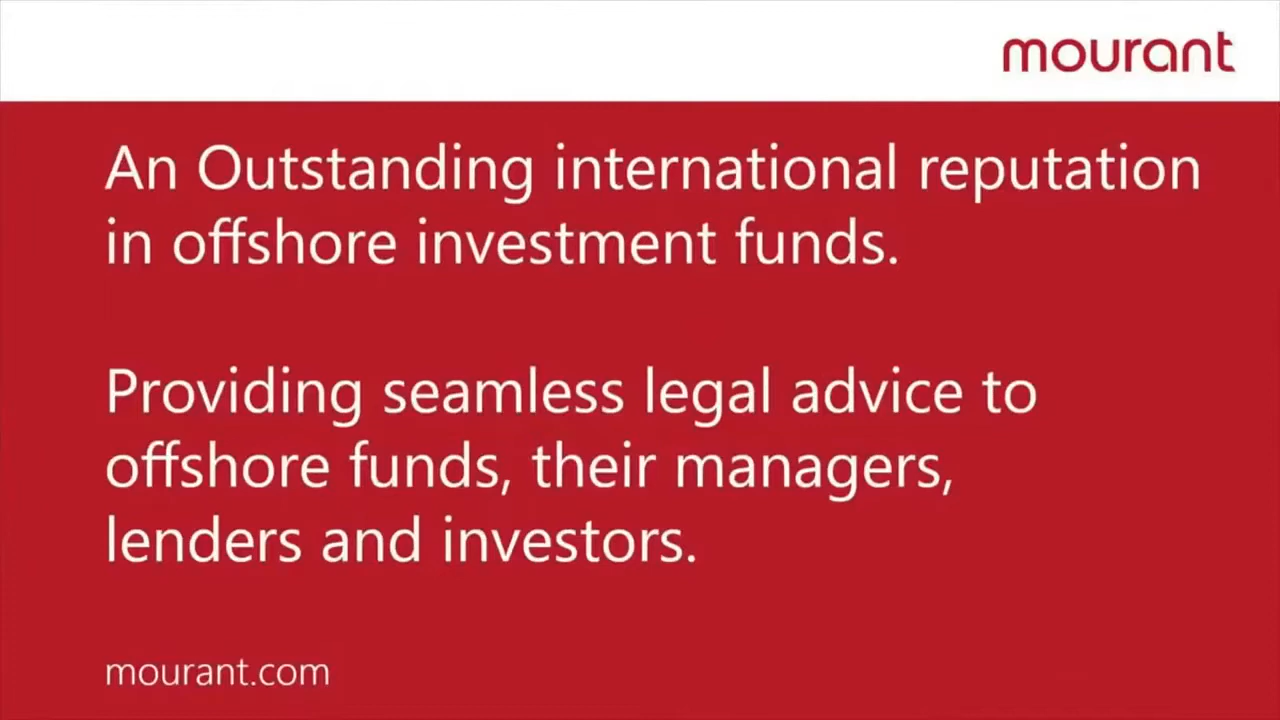 mourant
An Outstanding international reputation
in offshore investment funds.
Providing seamless legal advice to
offshore funds, their managers,
lenders and investors.
mourant.com